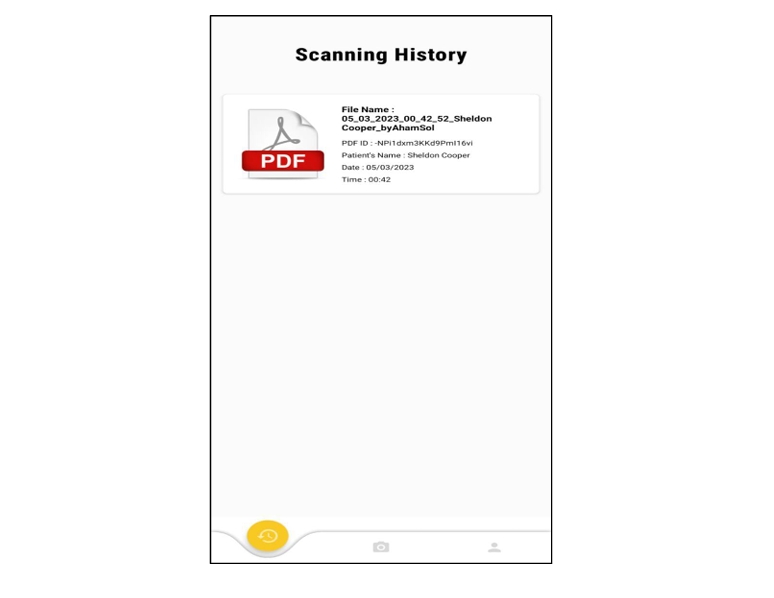 Scanning History
File Name :
05_03_2023_00_42_52_Sheldon
Cooper_byAhamSol
PDF
PDF ID : -NPi1dxm3KKd9PmI16vi
Patient's Name : Sheldon Cooper
Date : 05/03/2023
Time : 00:42